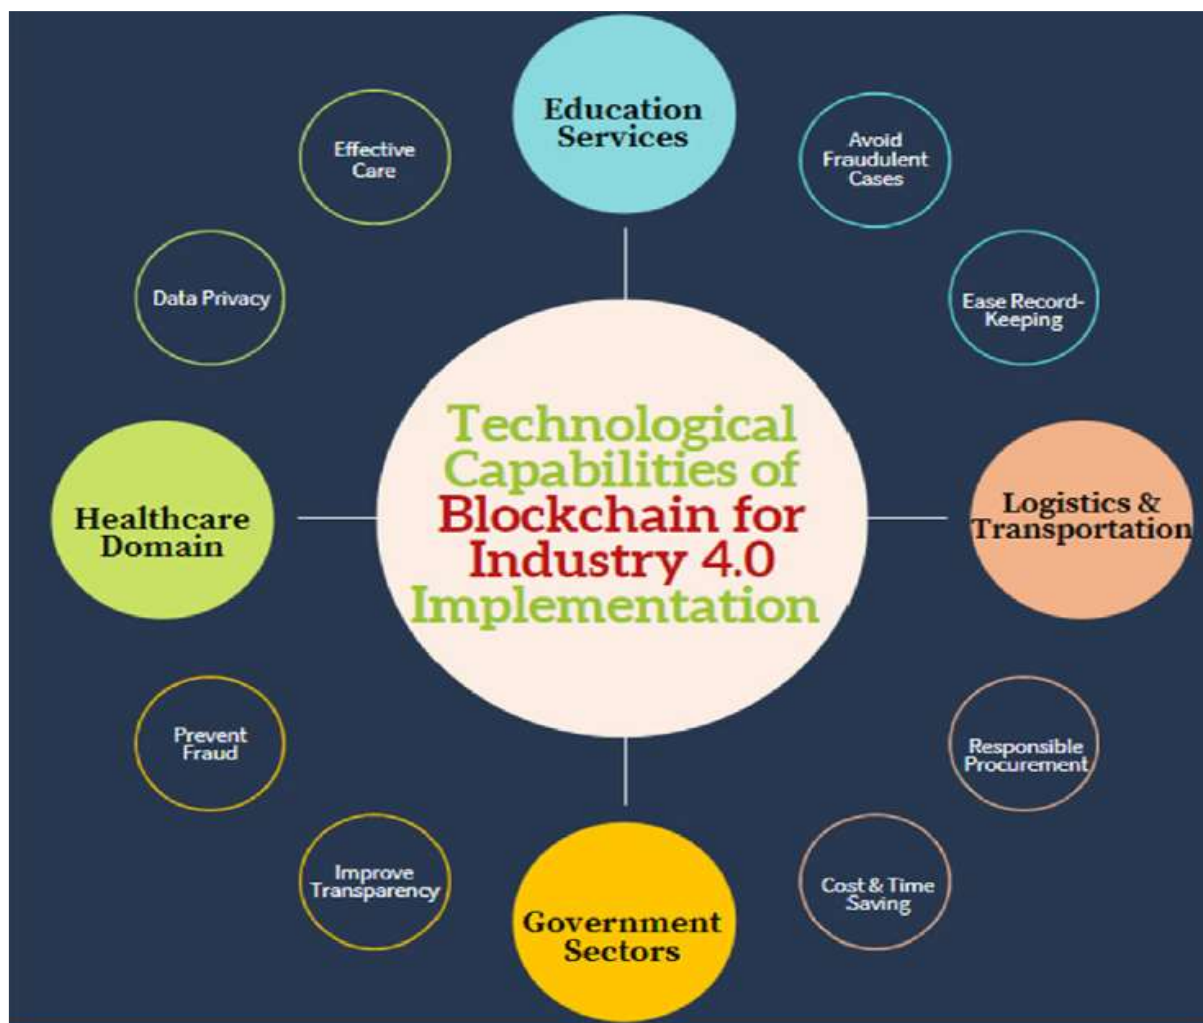 Education
Services
Effective
Care
Avoid
Fraudulent
Cases
Data Privacy
Ease Record-
Keeping
Technological
Capabilities of
Blockchain for
Industry 4.0
Implementation
Healthcare
Domain
Logistics &
Transportation
Prevent
Fraud
Responsible
Procurement
Improve
Transparency
Cost & Time
Saving
Government
Sectors